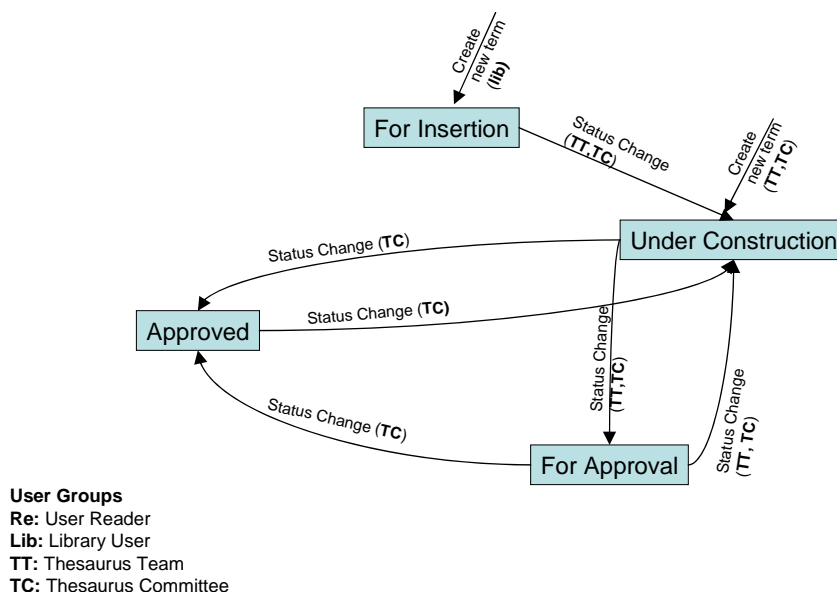 Create
new term
(lib)
For Insertion
Status Change
(TT,TC)
Create
new term
(TT,TC)
Under Construction
Status Change (TC)
Approved
Status Change (TC)
Status Change
(TT,TC)
Status Change
(TT, TC)
Status Change (TC)
For Approval
User Groups
Re: User Reader
Lib: Library User
TT: Thesaurus Team
TC: Thesaurus Committee